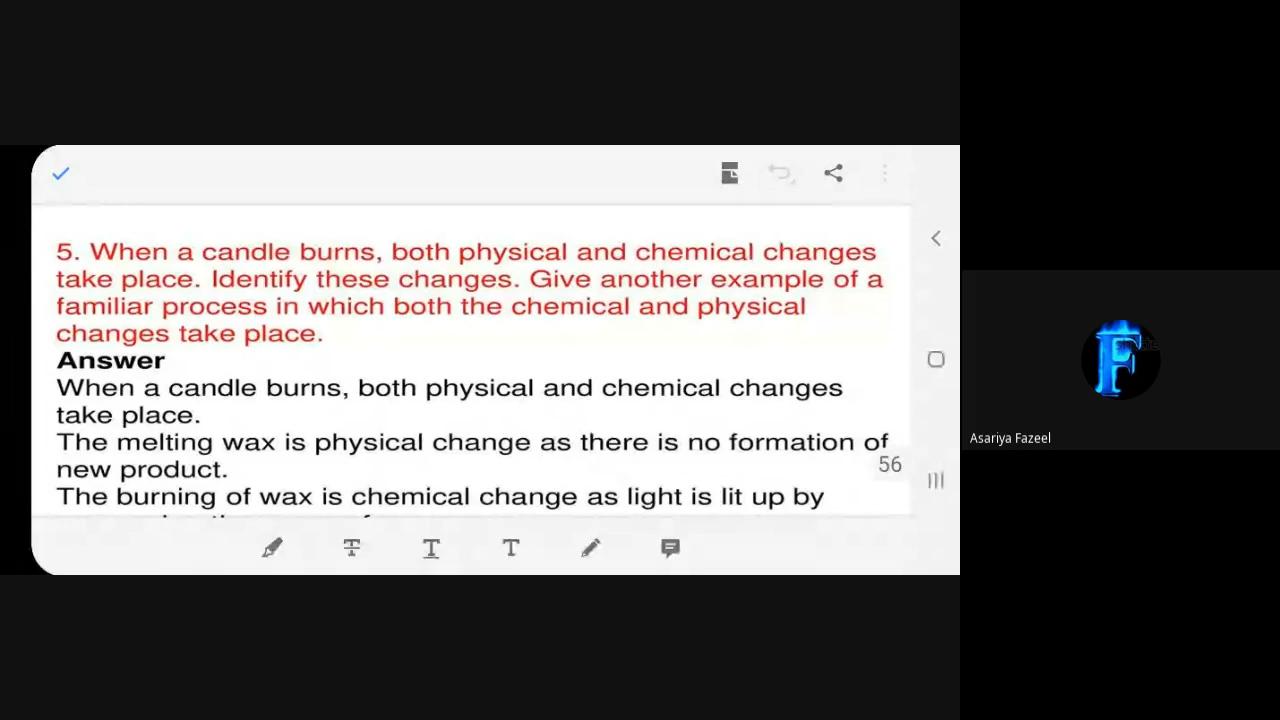 5. When a candle burns, both physical and chemical changes
take place. Identify these changes. Give another example of a
familiar process in which both the chemical and physical
changes take place.
Answer
When a candle burns, both physical and chemical changes
take place.
The melting wax is physical change as there is no formation of
new product.
56
The burning of wax is chemical change as light is lit up by
F
Asariya Fazeel